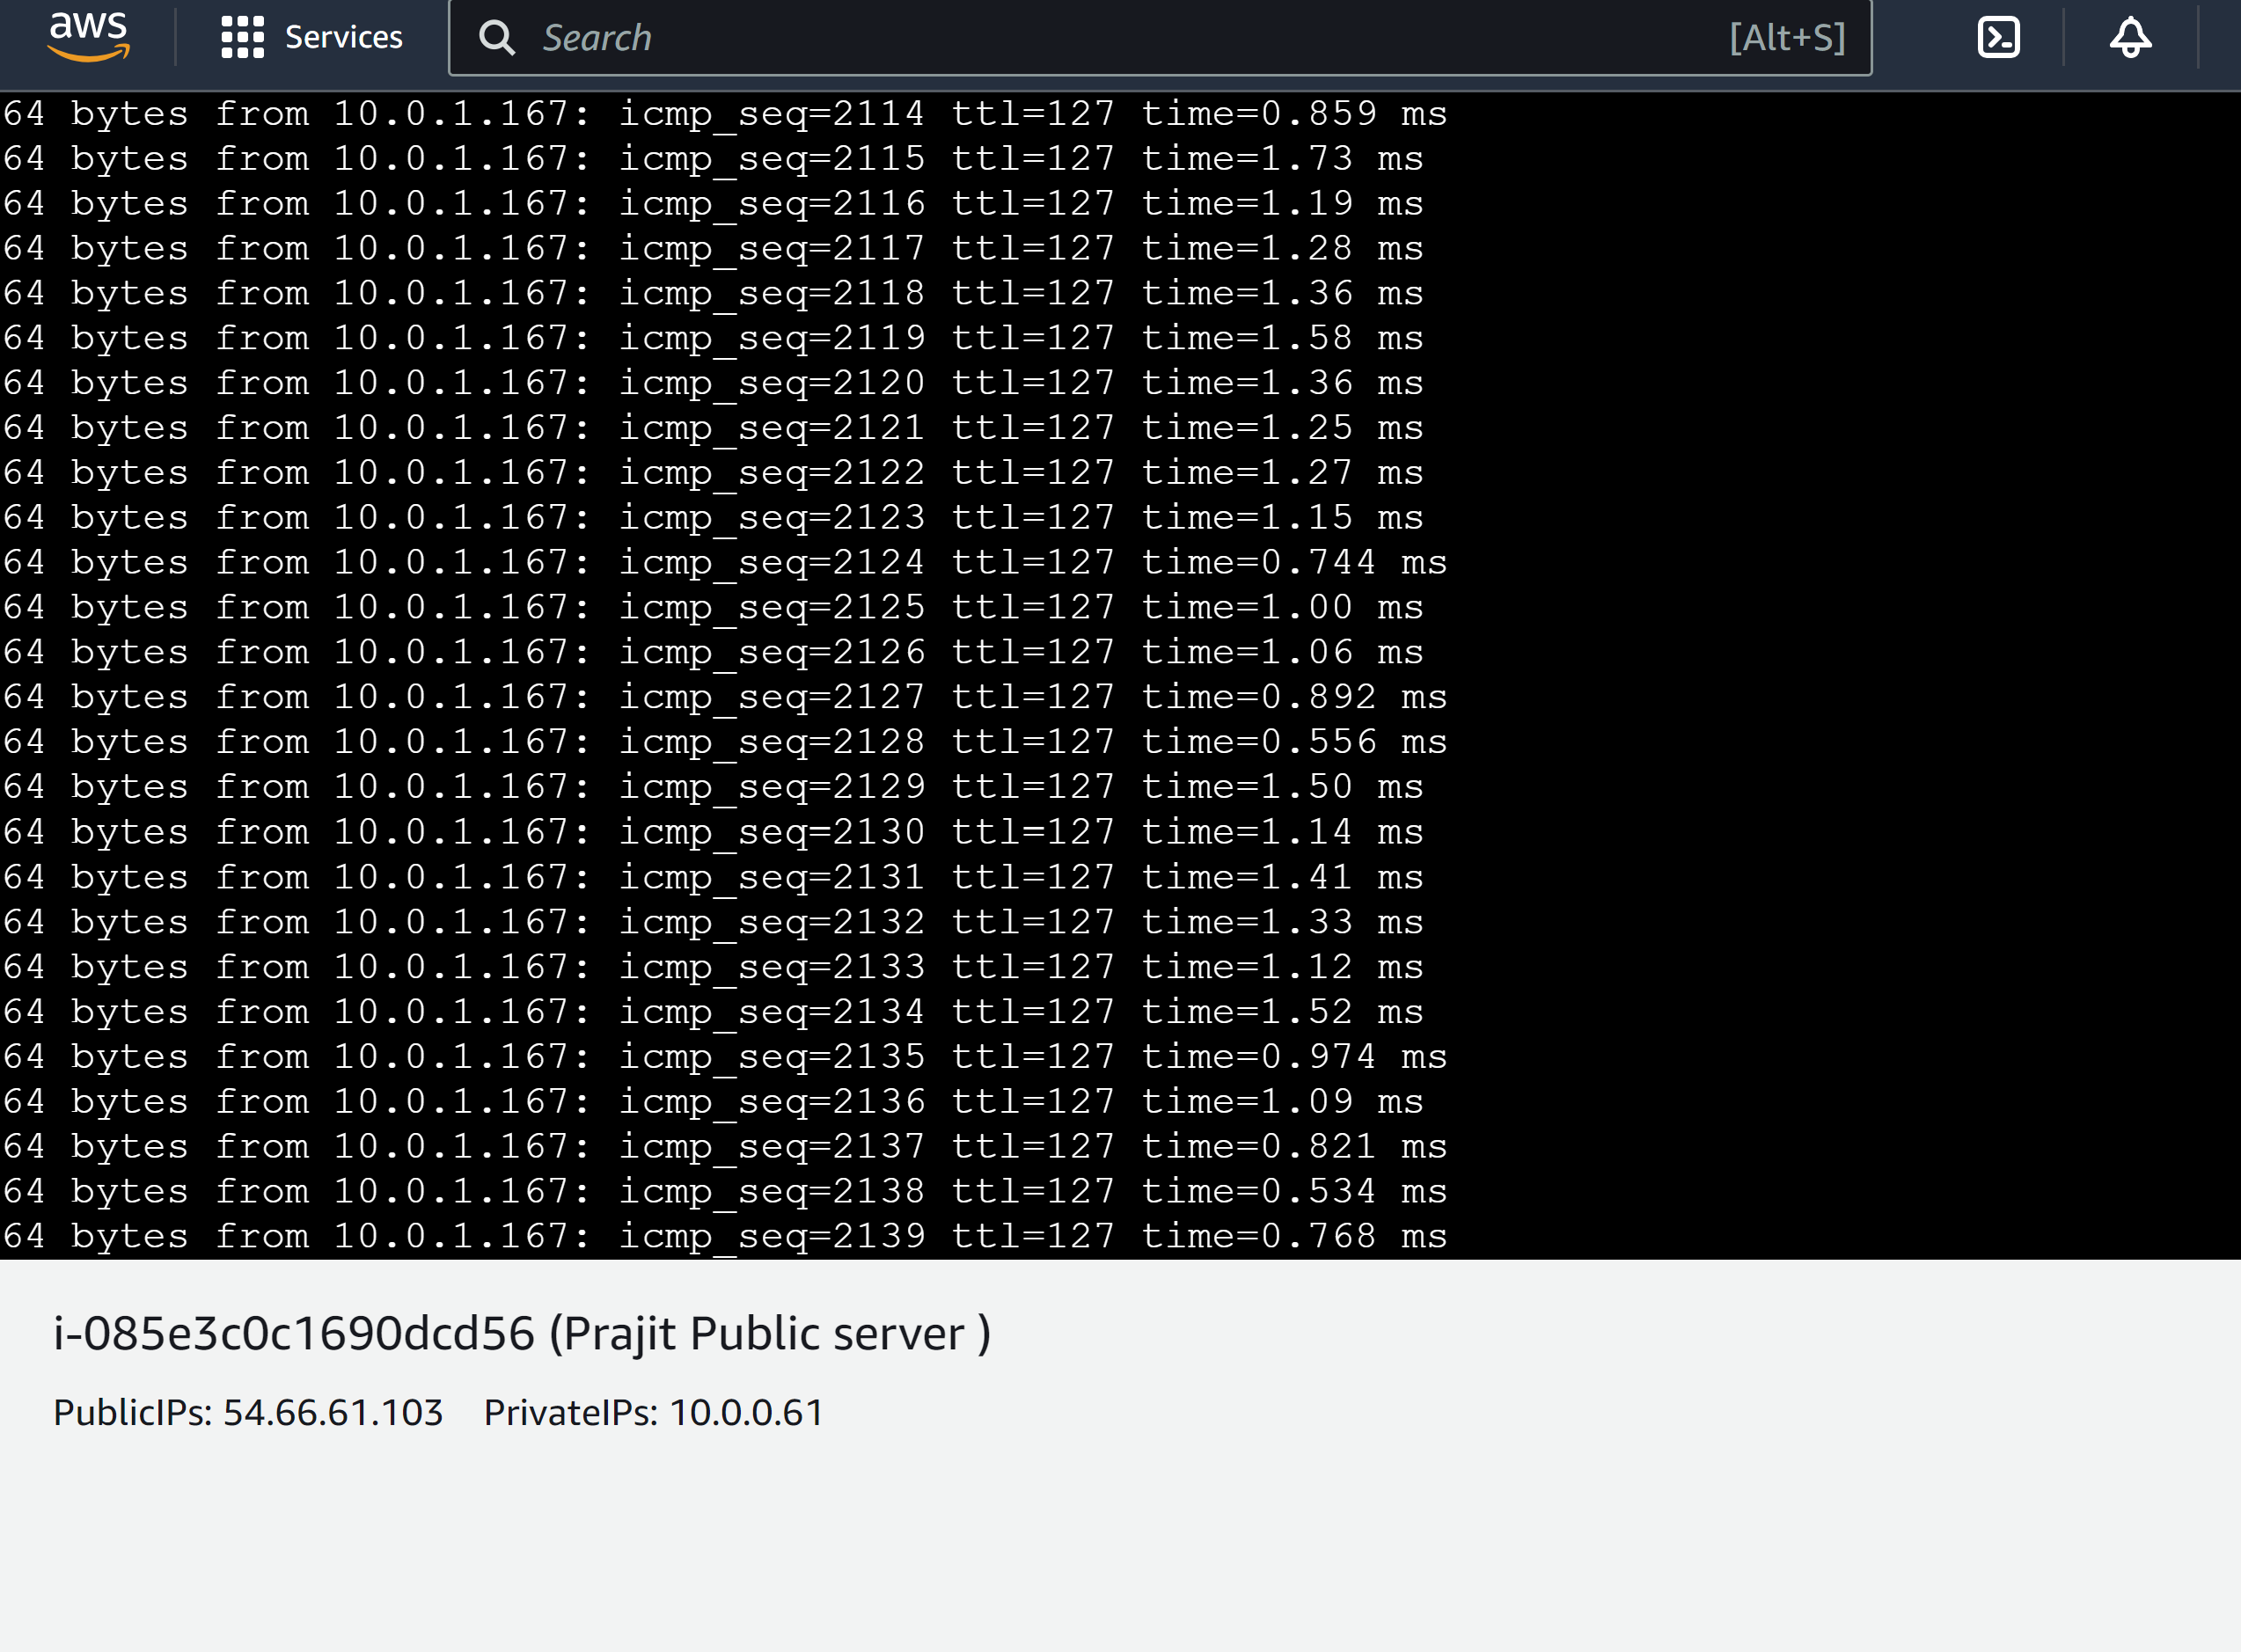 aws Services Search [Alt+S]
64 bytes from 10.0.1.167: icmp_seq=2114 ttl=127 time=0.859 ms
64 bytes from 10.0.1.167: icmp_seq=2115 ttl=127 time=1.73 ms
64 bytes from 10.0.1.167: icmp_seq=2116 ttl=127 time=1.19 ms
64 bytes from 10.0.1.167: icmp_seq=2117 ttl=127 time=1.28 ms
64 bytes from 10.0.1.167: icmp_seq=2118 ttl=127 time=1.36 ms
64 bytes from 10.0.1.167: icmp_seq=2119 ttl=127 time=1.58 ms
64 bytes from 10.0.1.167: icmp_seq=2120 ttl=127 time=1.36 ms
64 bytes from 10.0.1.167: icmp_seq=2121 ttl=127 time=1.25 ms
64 bytes from 10.0.1.167: icmp_seq=2122 ttl=127 time=1.27 ms
64 bytes from 10.0.1.167: icmp_seq=2123 ttl=127 time=1.15 ms
64 bytes from 10.0.1.167: icmp_seq=2124 ttl=127 time=0.744 ms
64 bytes from 10.0.1.167: icmp_seq=2125 ttl=127 time=1.00 ms
64 bytes from 10.0.1.167: icmp_seq=2126 ttl=127 time=1.06 ms
64 bytes from 10.0.1.167: icmp_seq=2127 ttl=127 time=0.892 ms
64 bytes from 10.0.1.167: icmp_seq=2128 ttl=127 time=0.556 ms
64 bytes from 10.0.1.167: icmp_seq=2129 ttl=127 time=1.50 ms
64 bytes from 10.0.1.167: icmp_seq=2130 ttl=127 time=1.14 ms
64 bytes from 10.0.1.167: icmp_seq=2131 ttl=127 time=1.41 ms
64 bytes from 10.0.1.167: icmp_seq=2132 ttl=127 time=1.33 ms
64 bytes from 10.0.1.167: icmp_seq=2133 ttl=127 time=1.12 ms
64 bytes from 10.0.1.167: icmp_seq=2134 ttl=127 time=1.52 ms
64 bytes from 10.0.1.167: icmp_seq=2135 ttl=127 time=0.974 ms
64 bytes from 10.0.1.167: icmp_seq=2136 ttl=127 time=1.09 ms
64 bytes from 10.0.1.167: icmp_seq=2137 ttl=127 time=0.821 ms
64 bytes from 10.0.1.167: icmp_seq=2138 ttl=127 time=0.534 ms
64 bytes from 10.0.1.167: icmp_seq=2139 ttl=127 time=0.768 ms
i-085e3c0c1690dcd56 (Prajit Public server )
PublicIPs: 54.66.61.103 PrivateIPs: 10.0.0.61